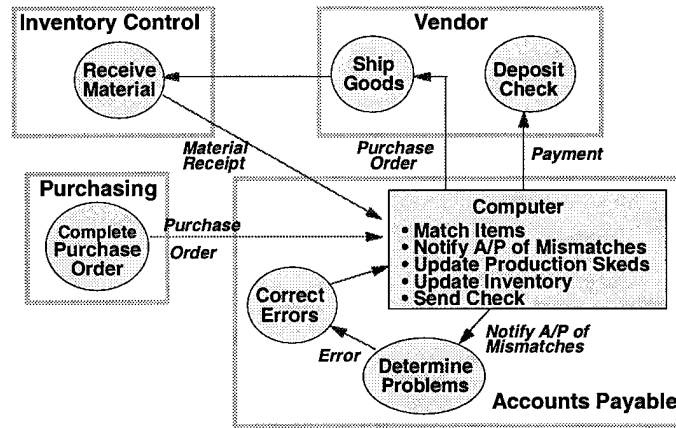 Inventory Control
Vendor
Receive
Material
Ship
Goods
Deposit
Check
Material
Receipt
Purchase
Order
Payment
Purchasing
Complete
Purchase
Order
Purchase
Order
Computer
• Match Items
• Notify A/P of Mismatches
• Update Production Skeds
• Update Inventory
• Send Check
Correct
Errors
Error
Notify A/P of
Mismatches
Determine
Problems
Accounts Payable